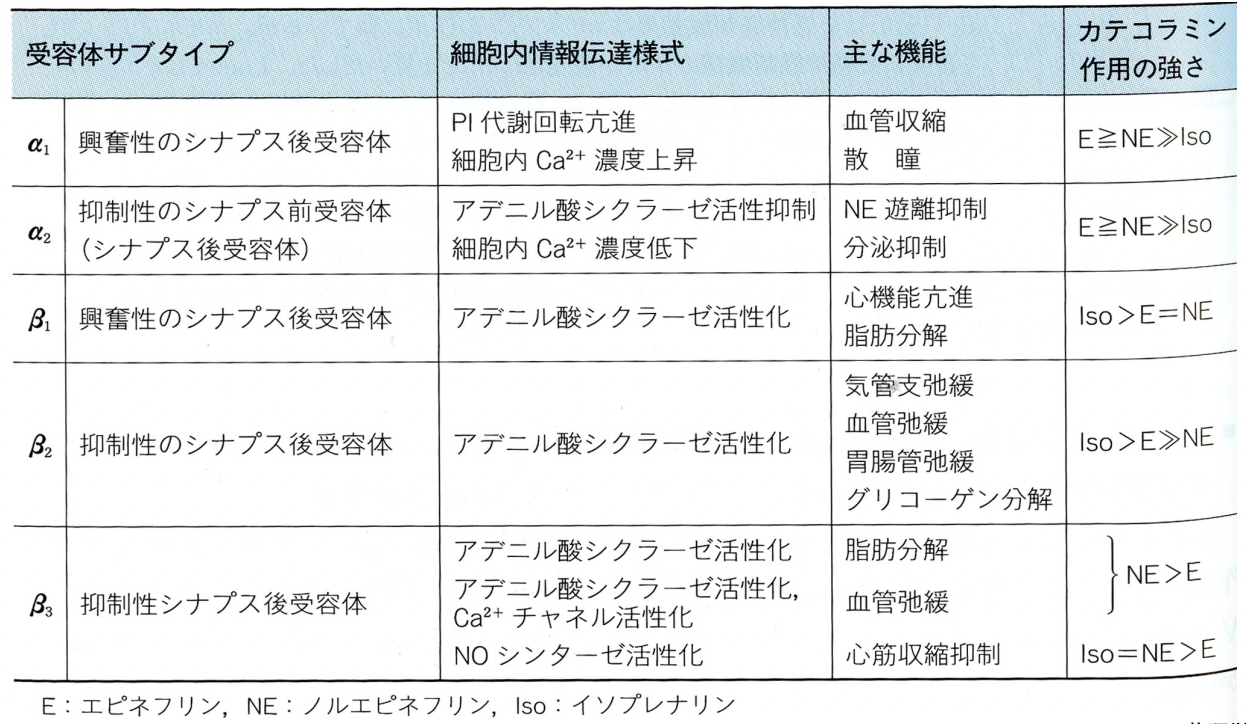 受容体サブタイプ
細胞内情報伝達様式
主な機能
カテコラミン
作用の強さ
α₁
興奮性のシナプス後受容体
PI 代謝回転亢進
細胞内 Ca²⁺ 濃度上昇
血管収縮
散　瞳
E≧NE≫Iso
α₂
抑制性のシナプス前受容体
(シナプス後受容体)
アデニル酸シクラーゼ活性抑制
細胞内 Ca²⁺ 濃度低下
NE 遊離抑制
分泌抑制
E≧NE≫Iso
β₁
興奮性のシナプス後受容体
アデニル酸シクラーゼ活性化
心機能亢進
脂肪分解
Iso＞E＝NE
β₂
抑制性のシナプス後受容体
アデニル酸シクラーゼ活性化
気管支弛緩
血管弛緩
胃腸管弛緩
グリコーゲン分解
Iso＞E≫NE
β₃
抑制性シナプス後受容体
アデニル酸シクラーゼ活性化
アデニル酸シクラーゼ活性化,
Ca²⁺ チャネル活性化
NO シンターゼ活性化
脂肪分解
血管弛緩
心筋収縮抑制
NE＞E
Iso＝NE＞E
E：エピネフリン, NE：ノルエピネフリン, Iso：イソプレナリン